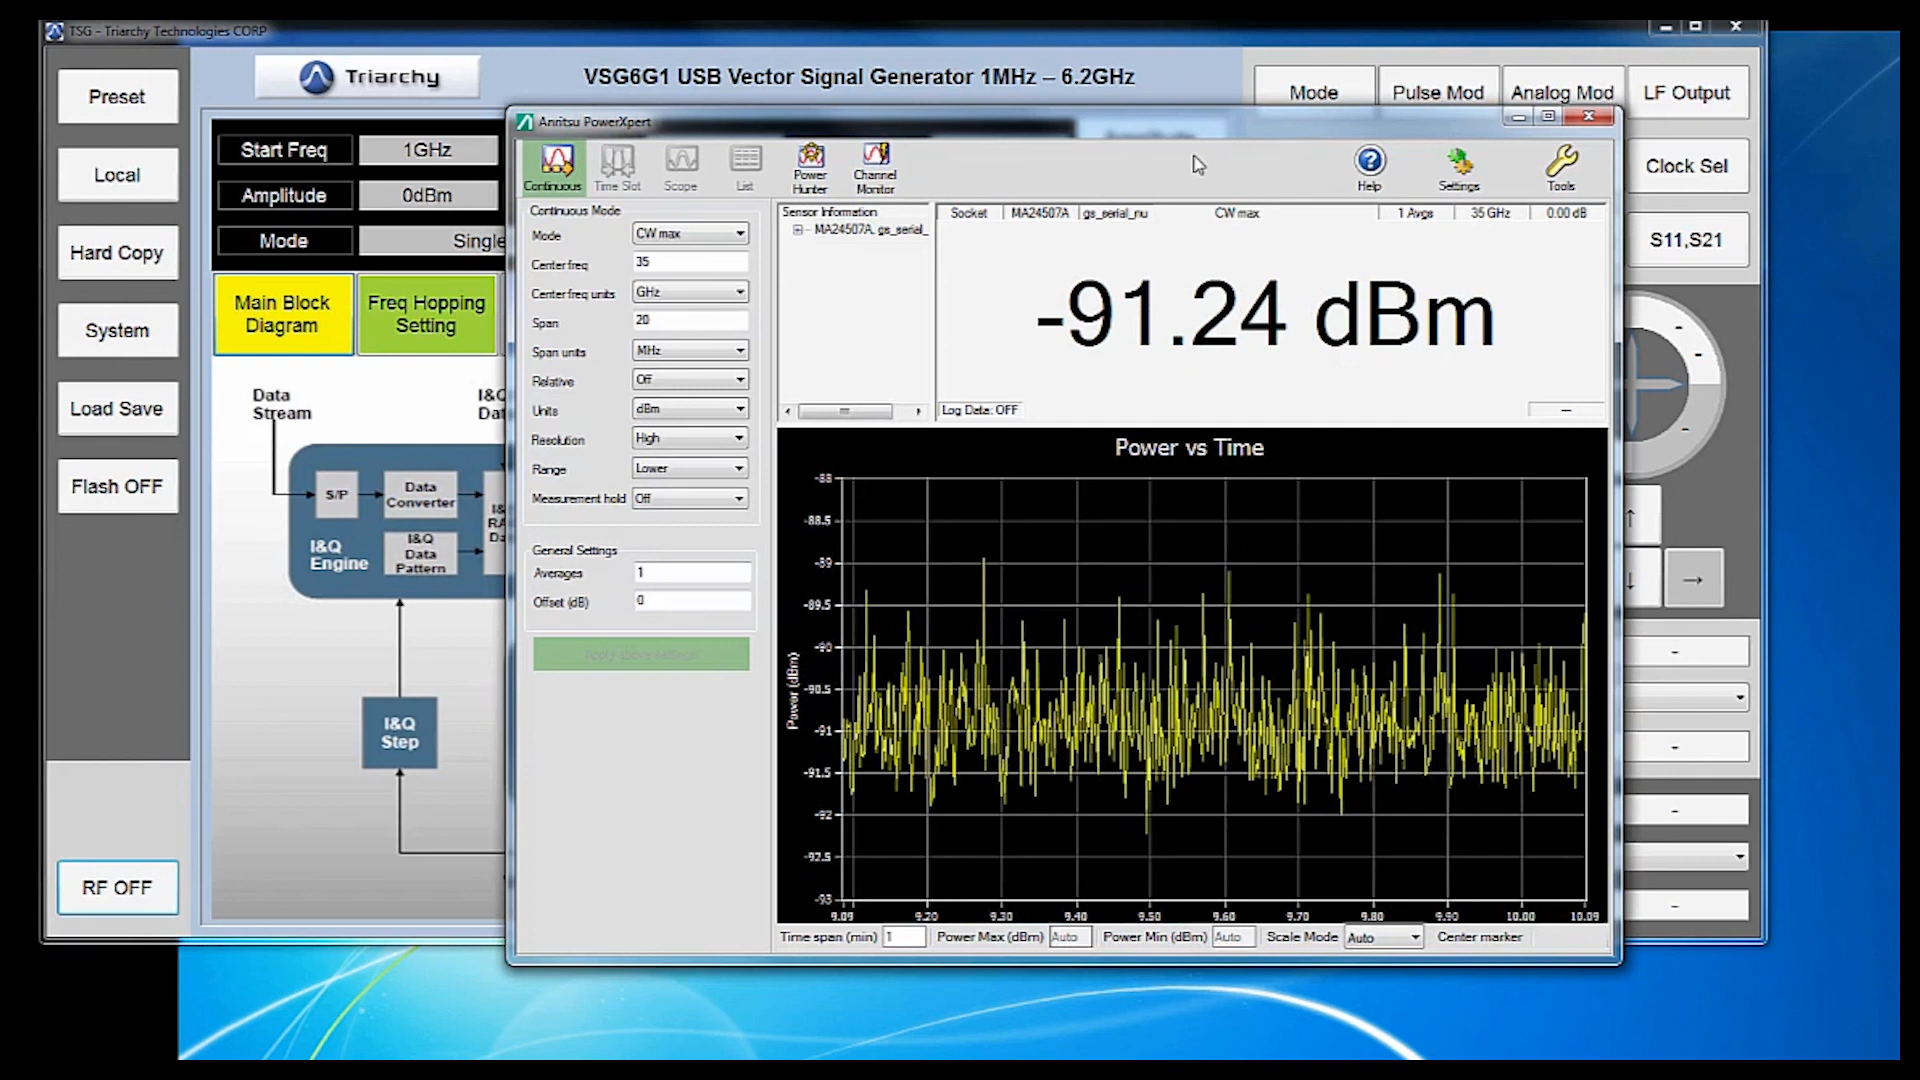 TSG - Triarchy Technologies CORP
Triarchy
VSG6G1 USB Vector Signal Generator 1MHz – 6.2GHz
Preset
Local
Hard Copy
System
Load Save
Flash OFF
RF OFF
Start Freq 1GHz
Amplitude 0dBm
Mode Single
Main Block
Diagram
Freq Hopping
Setting
Data
Stream
I&Q
Dat
S/P
Data
Converter
I&Q
Data
Pattern
I&Q
Engine
I&Q
Step
Mode Pulse Mod Analog Mod LF Output
Clock Sel
S11,S21
Anritsu PowerXpert
Continuous
Time Slot
Scope
List
Power
Hunter
Channel
Monitor
Help
Settings
Tools
Continuous Mode
Mode CW max
Center freq 35
Center freq units GHz
Span 20
Span units MHz
Relative Off
Units dBm
Resolution High
Range Lower
Measurement hold Off
General Settings
Averages 1
Offset (dB) 0
Apply above settings
Sensor Information
MA24507A, gs_serial_
Socket MA24507A gs_serial_nu CW max 1 Avgs 35 GHz 0.00 dB
-91.24 dBm
Log Data: OFF --
Power vs Time
Power (dBm)
-88
-88.5
-89
-89.5
-90
-90.5
-91
-91.5
-92
-92.5
-93
9.09 9.20 9.30 9.40 9.50 9.60 9.70 9.80 9.90 10.00 10.09
Time span (min) 1 Power Max (dBm) Auto Power Min (dBm) Auto Scale Mode Auto Center marker